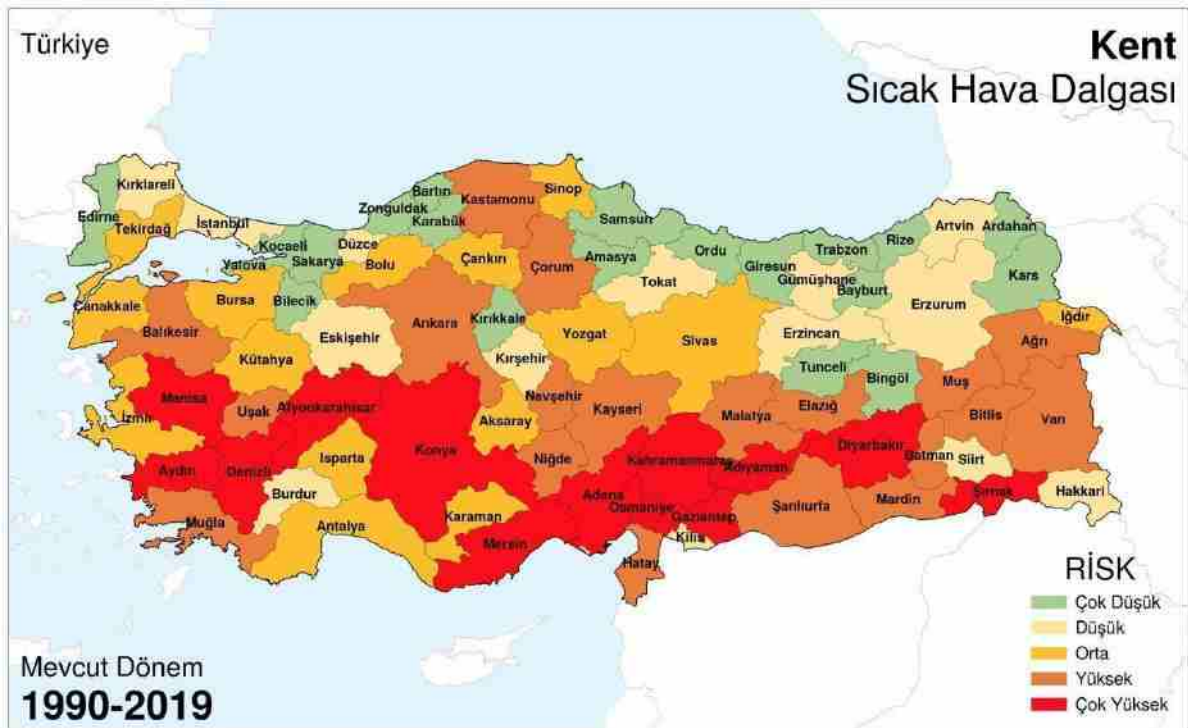 Türkiye
Kent
Sıcak Hava Dalgası
Kırklareli
Edirne
Tekirdağ
İstanbul
Kocaeli
Yalova
Sakarya
Düzce
Bolu
Zonguldak
Bartın
Karabük
Kastamonu
Sinop
Çankırı
Çorum
Samsun
Amasya
Ordu
Tokat
Giresun
Gümüşhane
Trabzon
Bayburt
Rize
Artvin
Ardahan
Kars
Erzurum
Iğdır
Ağrı
Çanakkale
Balıkesir
Bursa
Bilecik
Kütahya
Eskişehir
Ankara
Kırıkkale
Kırşehir
Yozgat
Sivas
Erzincan
Tunceli
Bingöl
Muş
Bitlis
Van
İzmir
Manisa
Uşak
Afyonkarahisar
Konya
Aksaray
Nevşehir
Kayseri
Niğde
Malatya
Elazığ
Diyarbakır
Batman
Siirt
Şırnak
Hakkari
Aydın
Denizli
Burdur
Isparta
Muğla
Antalya
Karaman
Mersin
Adana
Osmaniye
Kahramanmaraş
Adıyaman
Gaziantep
Kilis
Hatay
Şanlıurfa
Mardin
RİSK
Çok Düşük
Düşük
Orta
Yüksek
Çok Yüksek
Mevcut Dönem
1990-2019